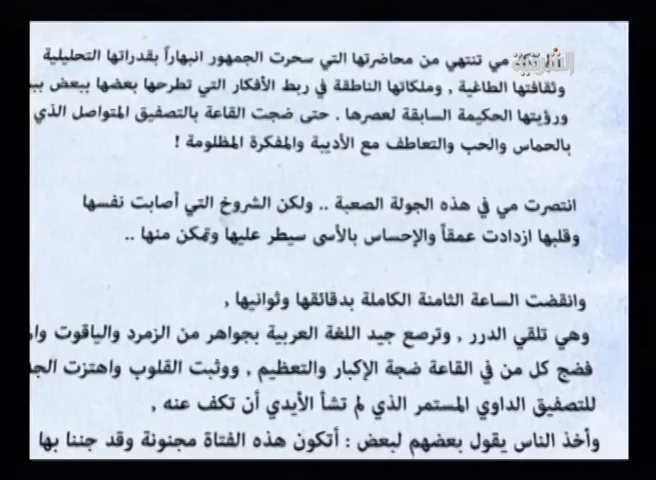 الشرقية
مي تنتهي من محاضرتها التي سحرت الجمهور انبهاراً بقدراتها التحليلية
وثقافتها الطاغية , وملكاتها الناطقة في ربط الأفكار التي تطرحها بعضها ببعض
ورؤيتها الحكيمة السابقة لعصرها . حتى ضجت القاعة بالتصفيق المتواصل الذي
بالحماس والحب والتعاطف مع الأديبة والمفكرة المظلومة !
انتصرت مي في هذه الجولة الصعبة .. ولكن الشروخ التي أصابت نفسها
وقلبها ازدادت عمقاً والإحساس بالأسى سيطر عليها وتمكن منها ..
وانقضت الساعة الثامنة الكاملة بدقائقها وثوانيها ,
وهي تلقي الدرر , وترصع جيد اللغة العربية بجواهر من الزمرد والياقوت
فضج كل من في القاعة ضجة الإكبار والتعظيم , ووثبت القلوب واهتزت
للتصفيق الداوي المستمر الذي لم تشأ الأيدي أن تكف عنه ,
وأخذ الناس يقول بعضهم لبعض : أتكون هذه الفتاة مجنونة وقد جننا بها